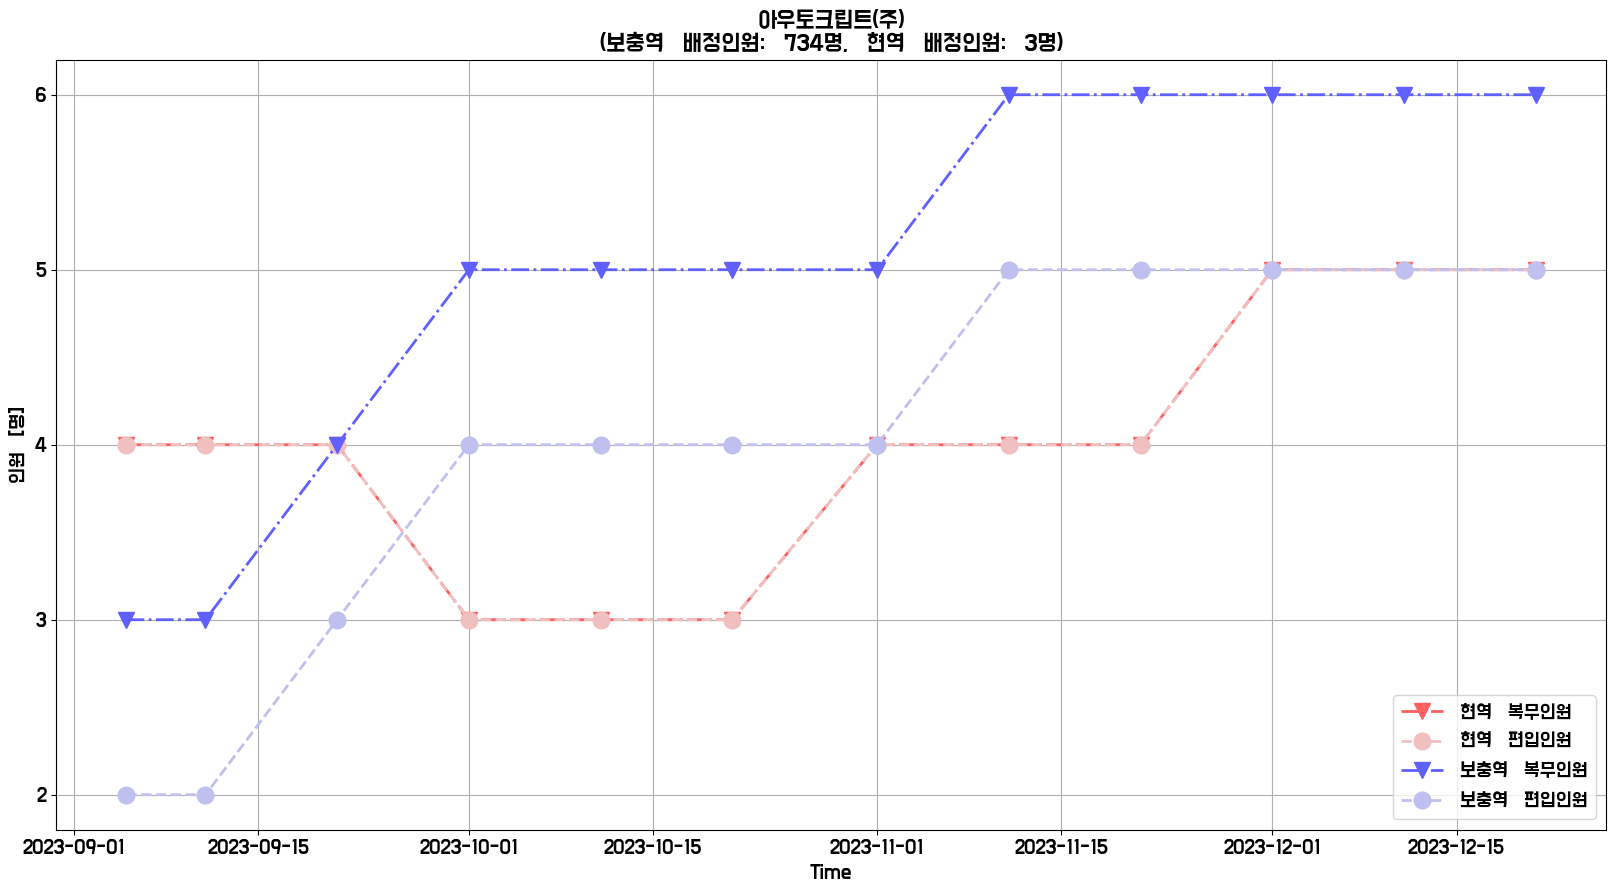 아우토크립트(주)
(보충역 배정인원: 734명, 현역 배정인원: 3명)
인원 [명]
6
5
4
3
2
현역 복무인원
현역 편입인원
보충역 복무인원
보충역 편입인원
2023-09-01 2023-09-15 2023-10-01 2023-10-15 2023-11-01 2023-11-15 2023-12-01 2023-12-15
Time